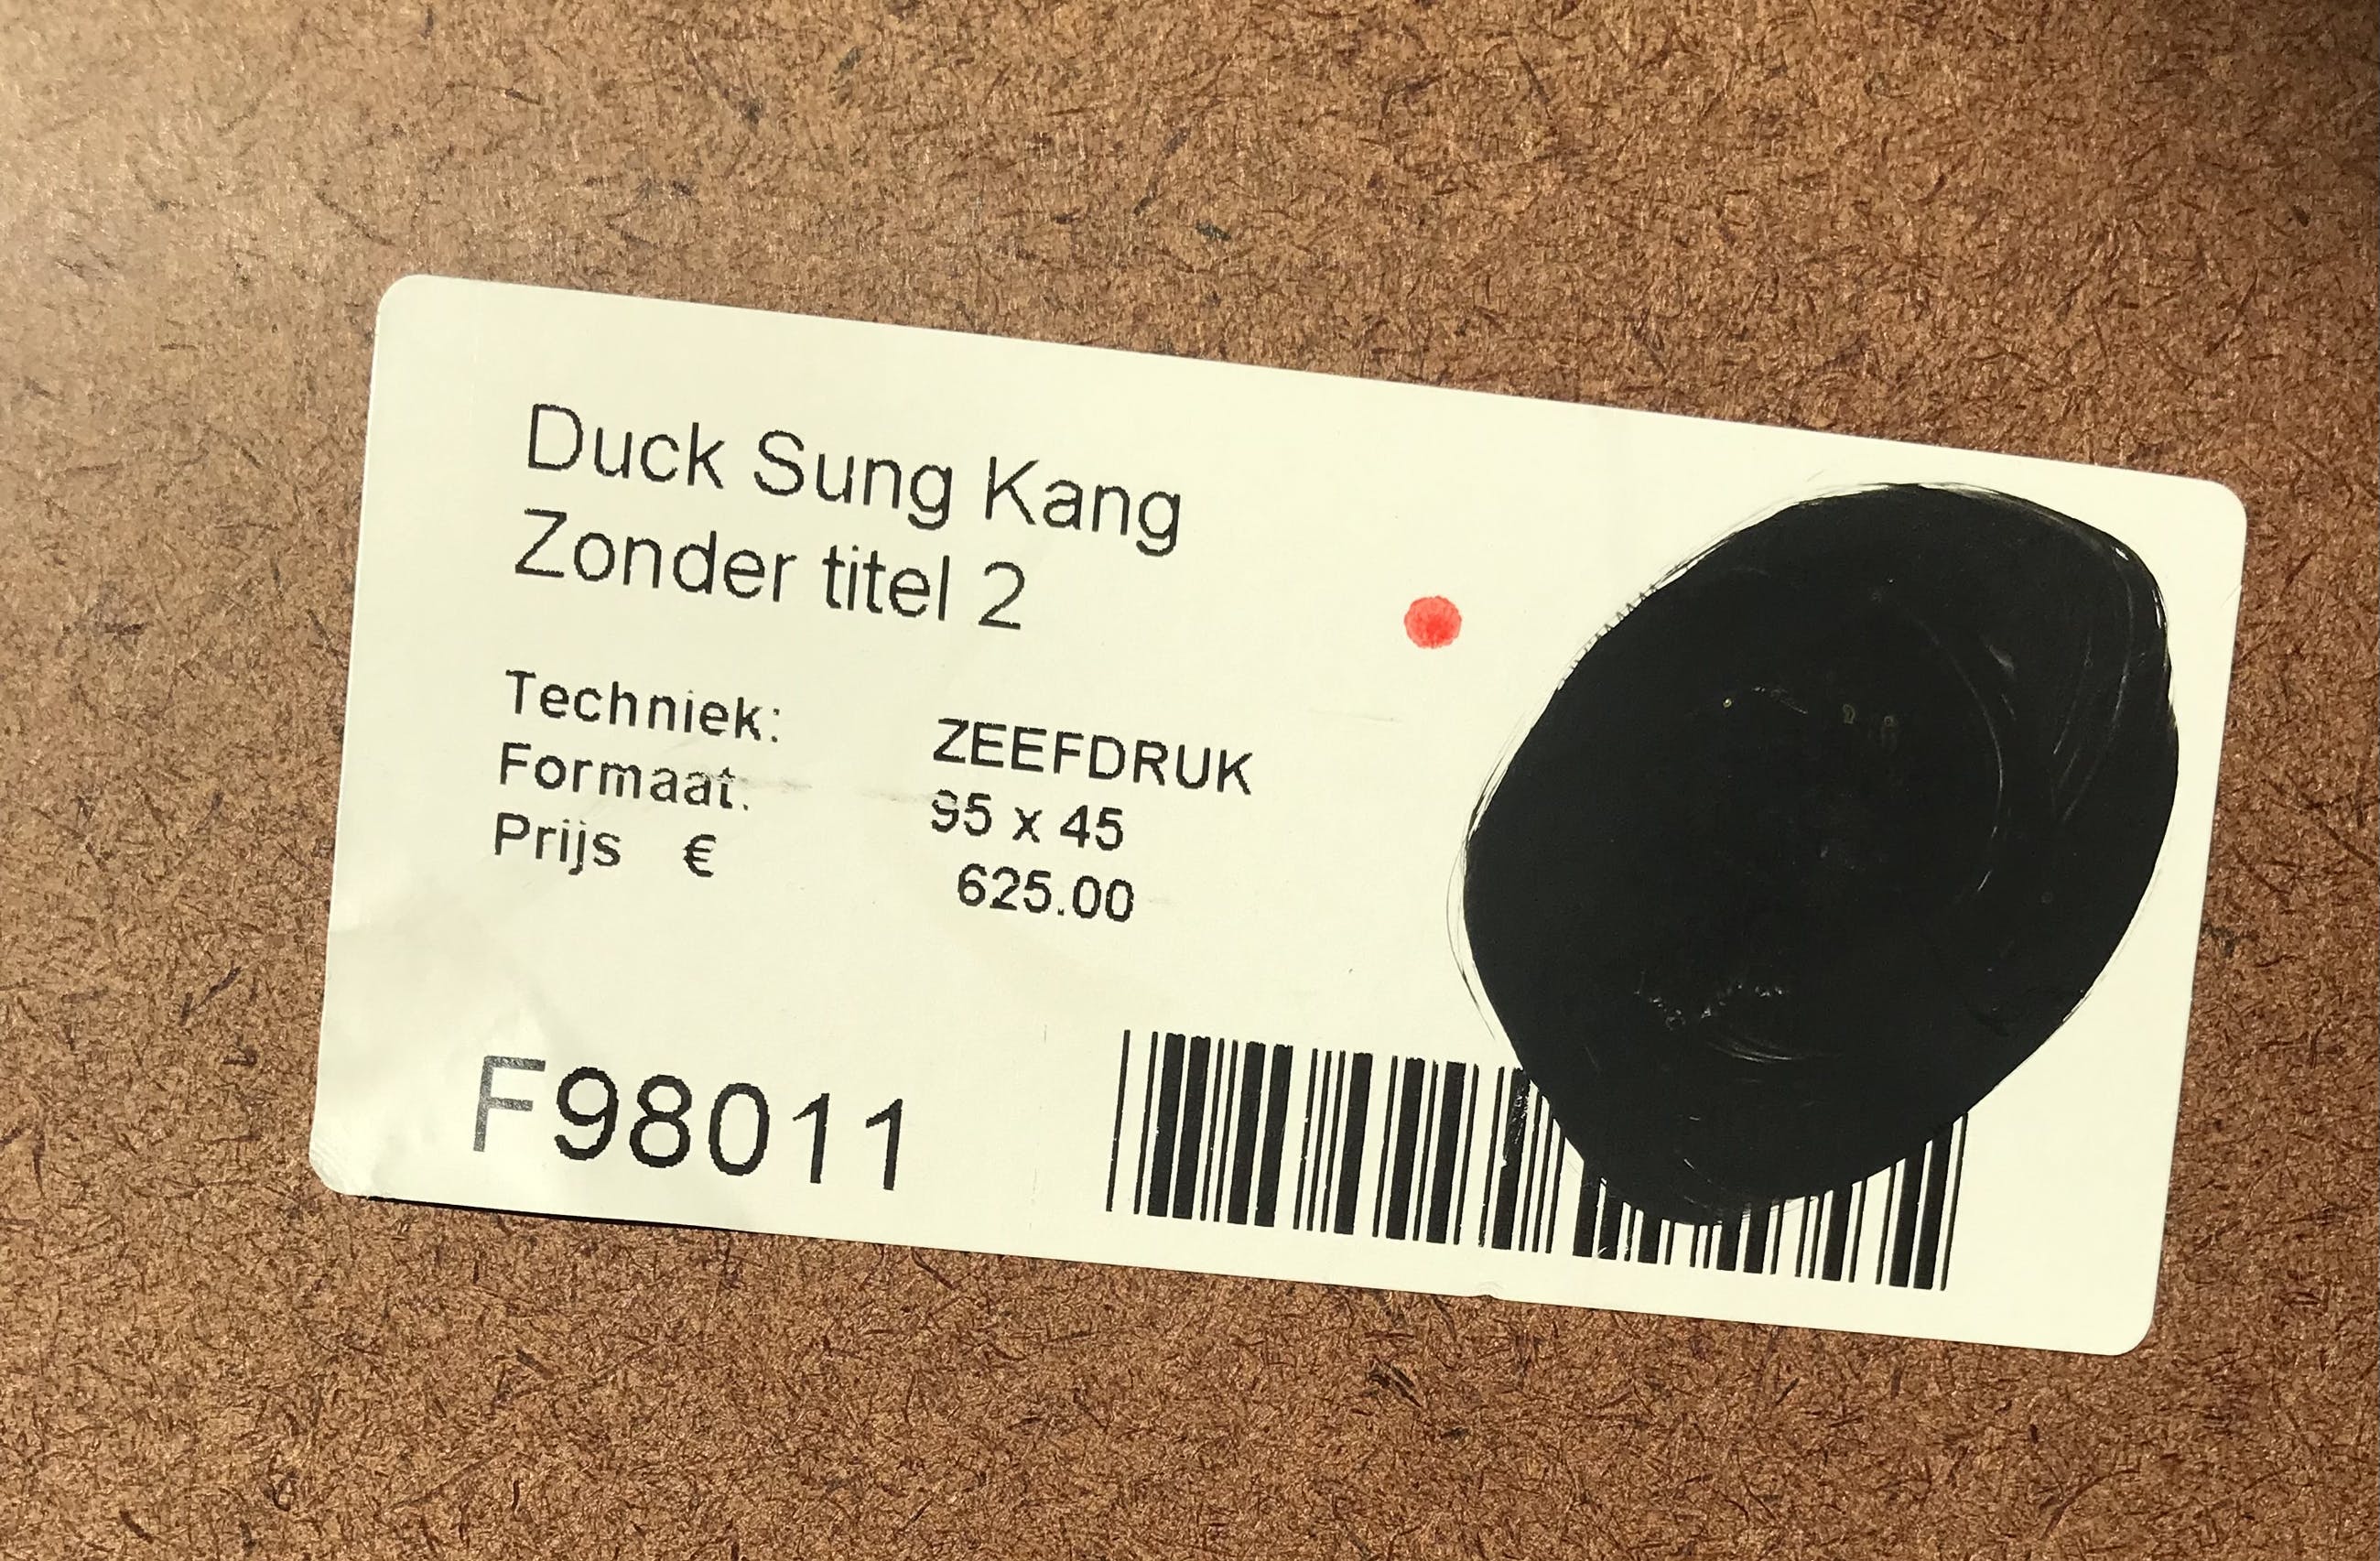 Duck Sung Kang
Zonder titel 2
Techniek: ZEEFDRUK
Formaat: 95 x 45
Prijs € 625.00
F98011